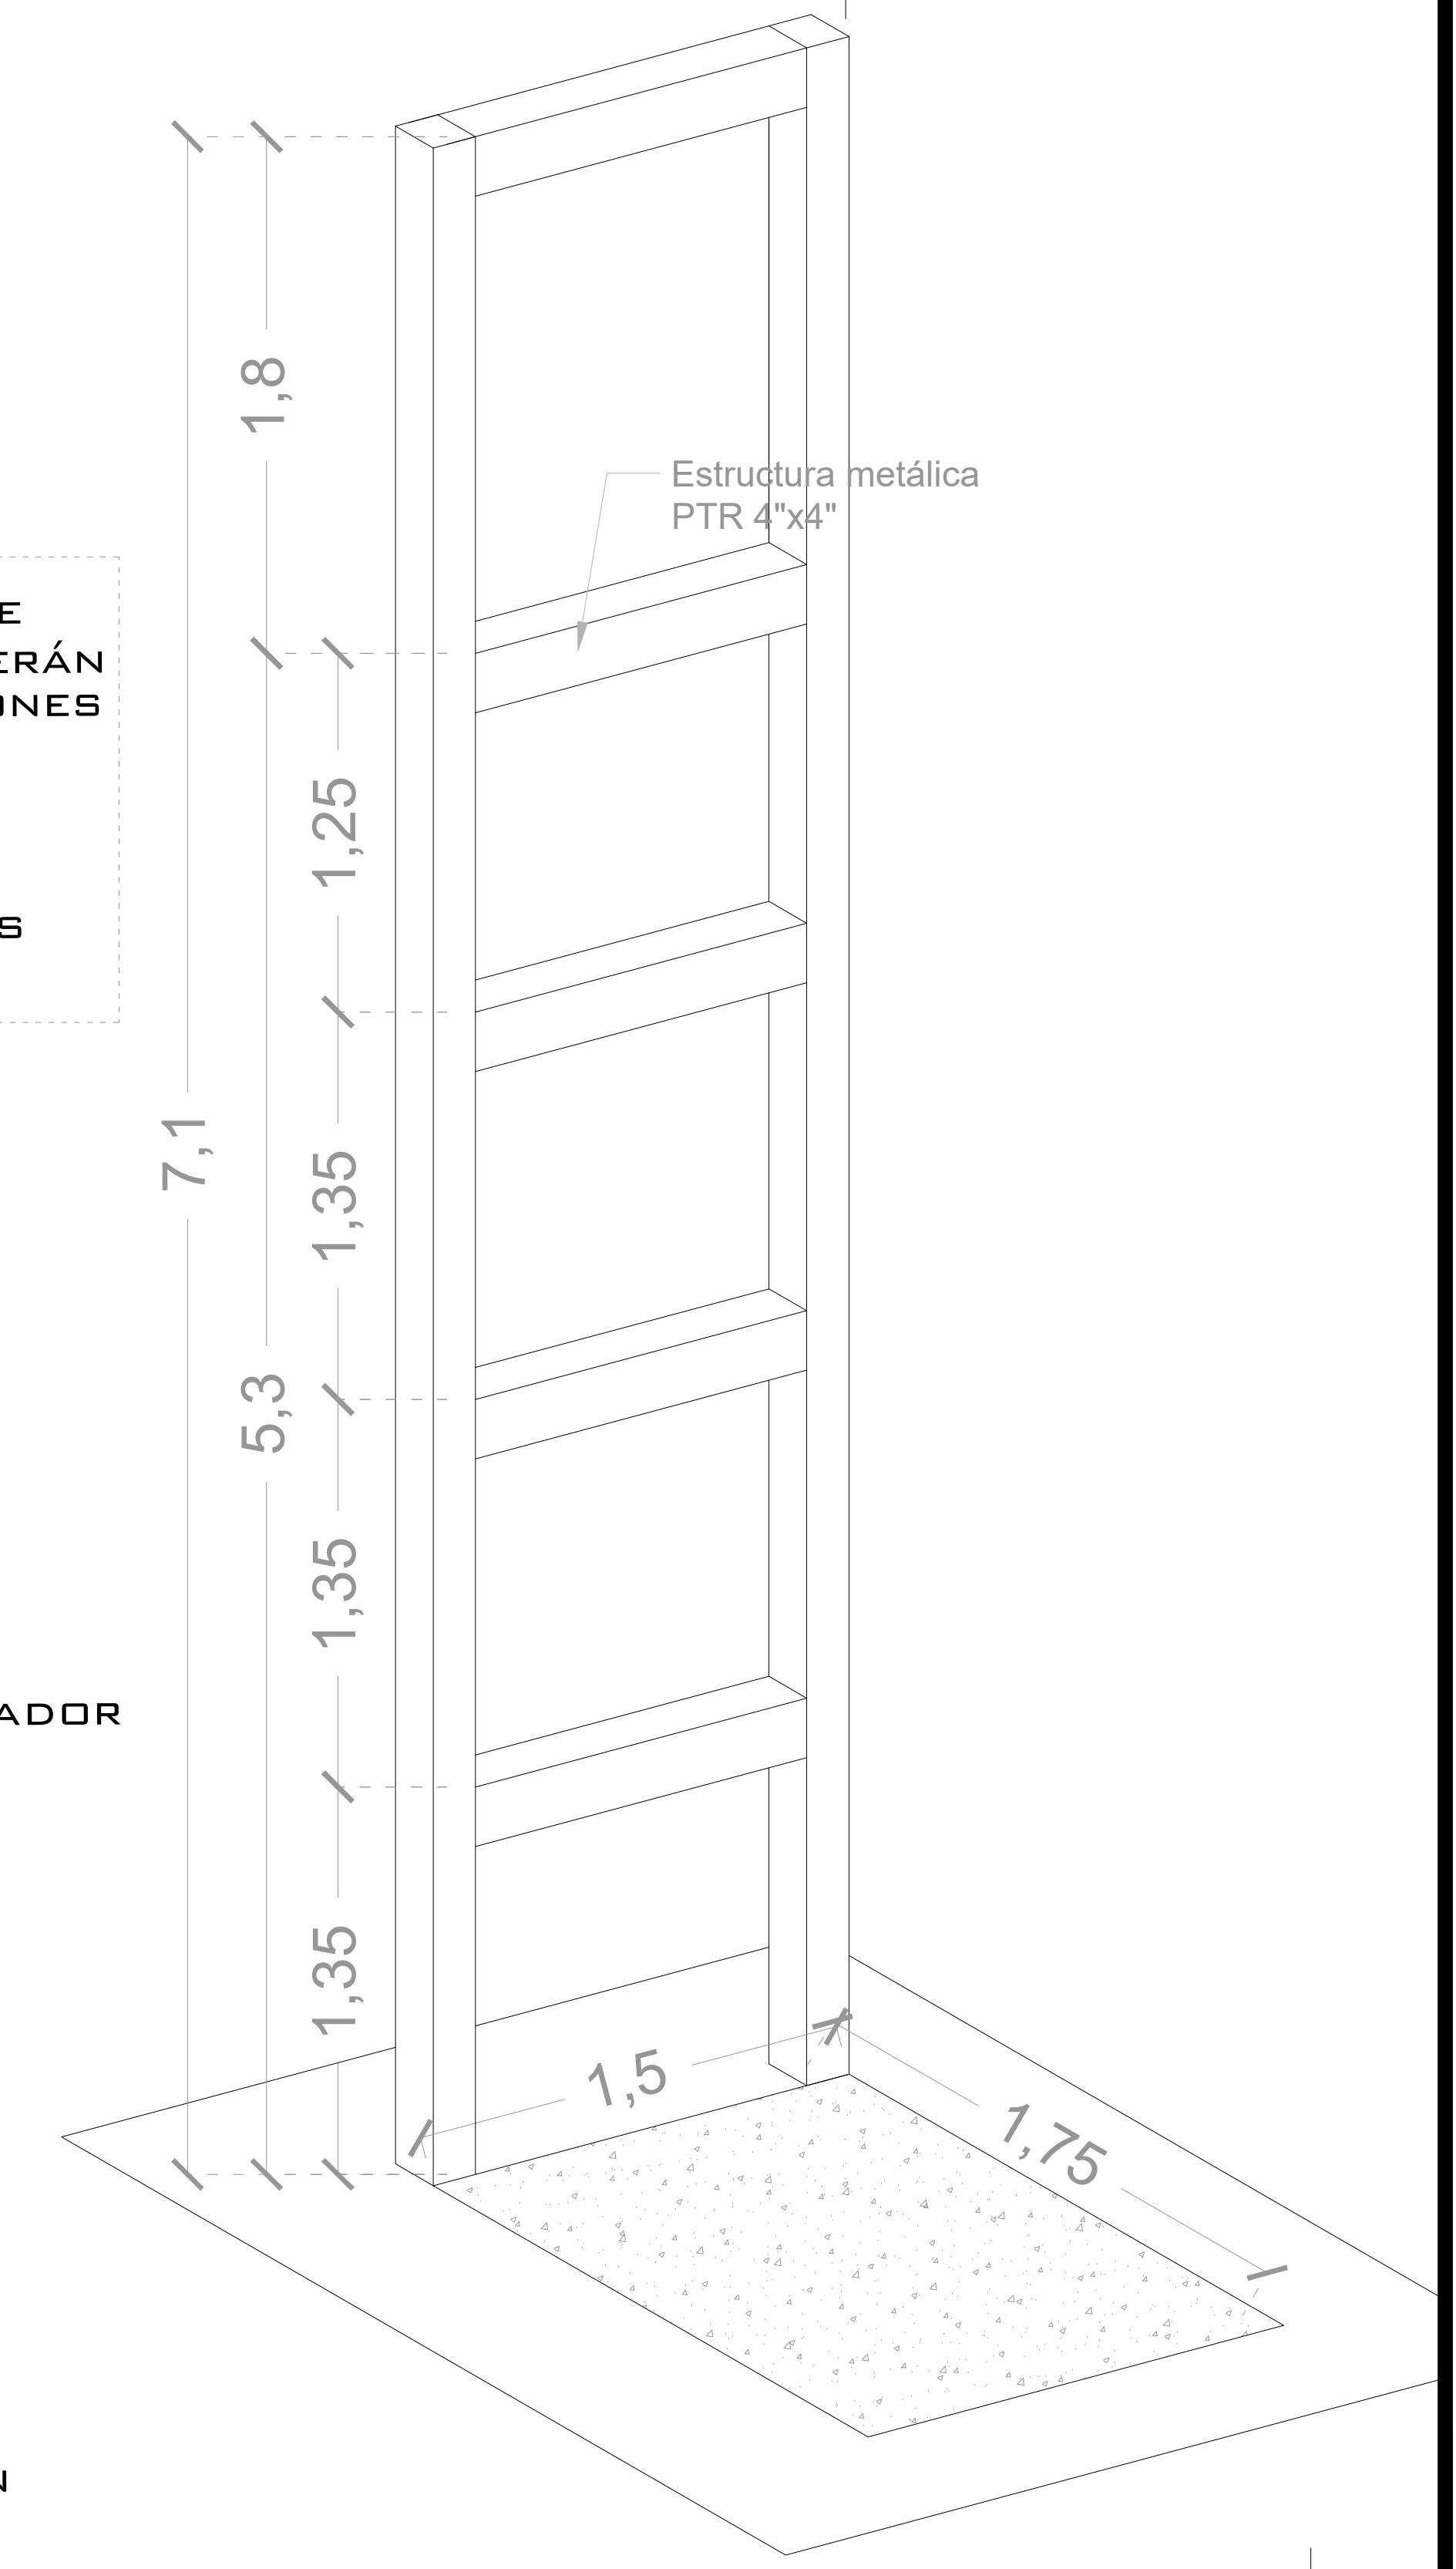 1,8
Estructura metálica
PTR 4"x4"
E
ERÁN
ONES
1,25
S
7,1
1,35
5,3
1,35
ADOR
1,35
1,5
1,75
N